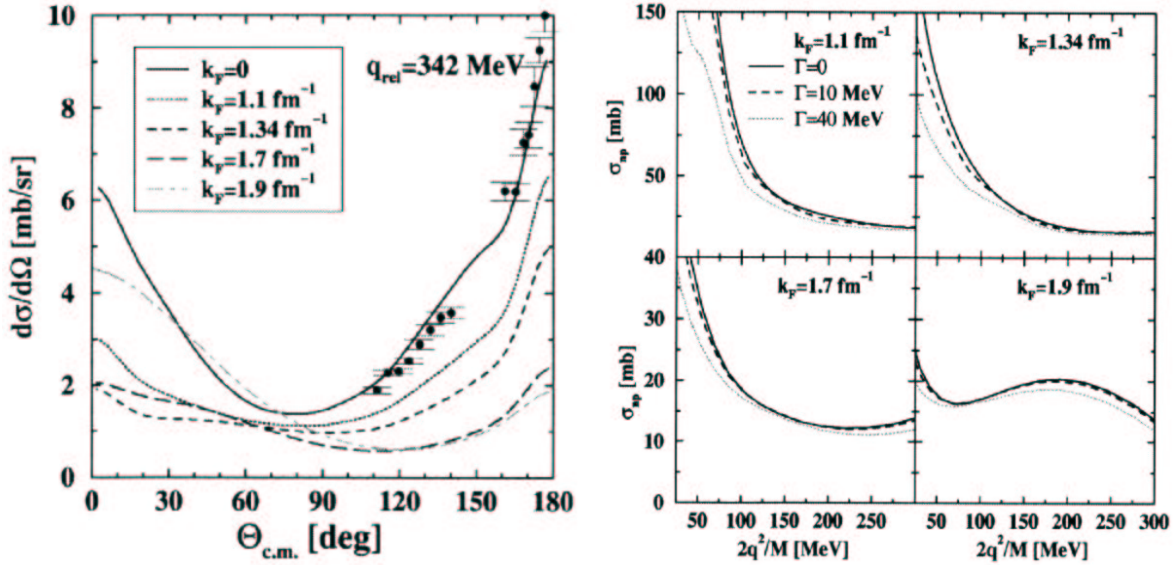 10
8
6
4
2
0
dσ/dΩ [mb/sr]
k_F=0
k_F=1.1 fm⁻¹
k_F=1.34 fm⁻¹
k_F=1.7 fm⁻¹
k_F=1.9 fm⁻¹
q_rel=342 MeV
0 30 60 90 120 150 180
Θ_c.m. [deg]
150
100
50
40
σ_np [mb]
k_F=1.1 fm⁻¹
Γ=0
Γ=10 MeV
Γ=40 MeV
k_F=1.34 fm⁻¹
30
20
10
0
σ_np [mb]
k_F=1.7 fm⁻¹
k_F=1.9 fm⁻¹
50 100 150 200 250
50 100 150 200 250 300
2q²/M [MeV]
2q²/M [MeV]